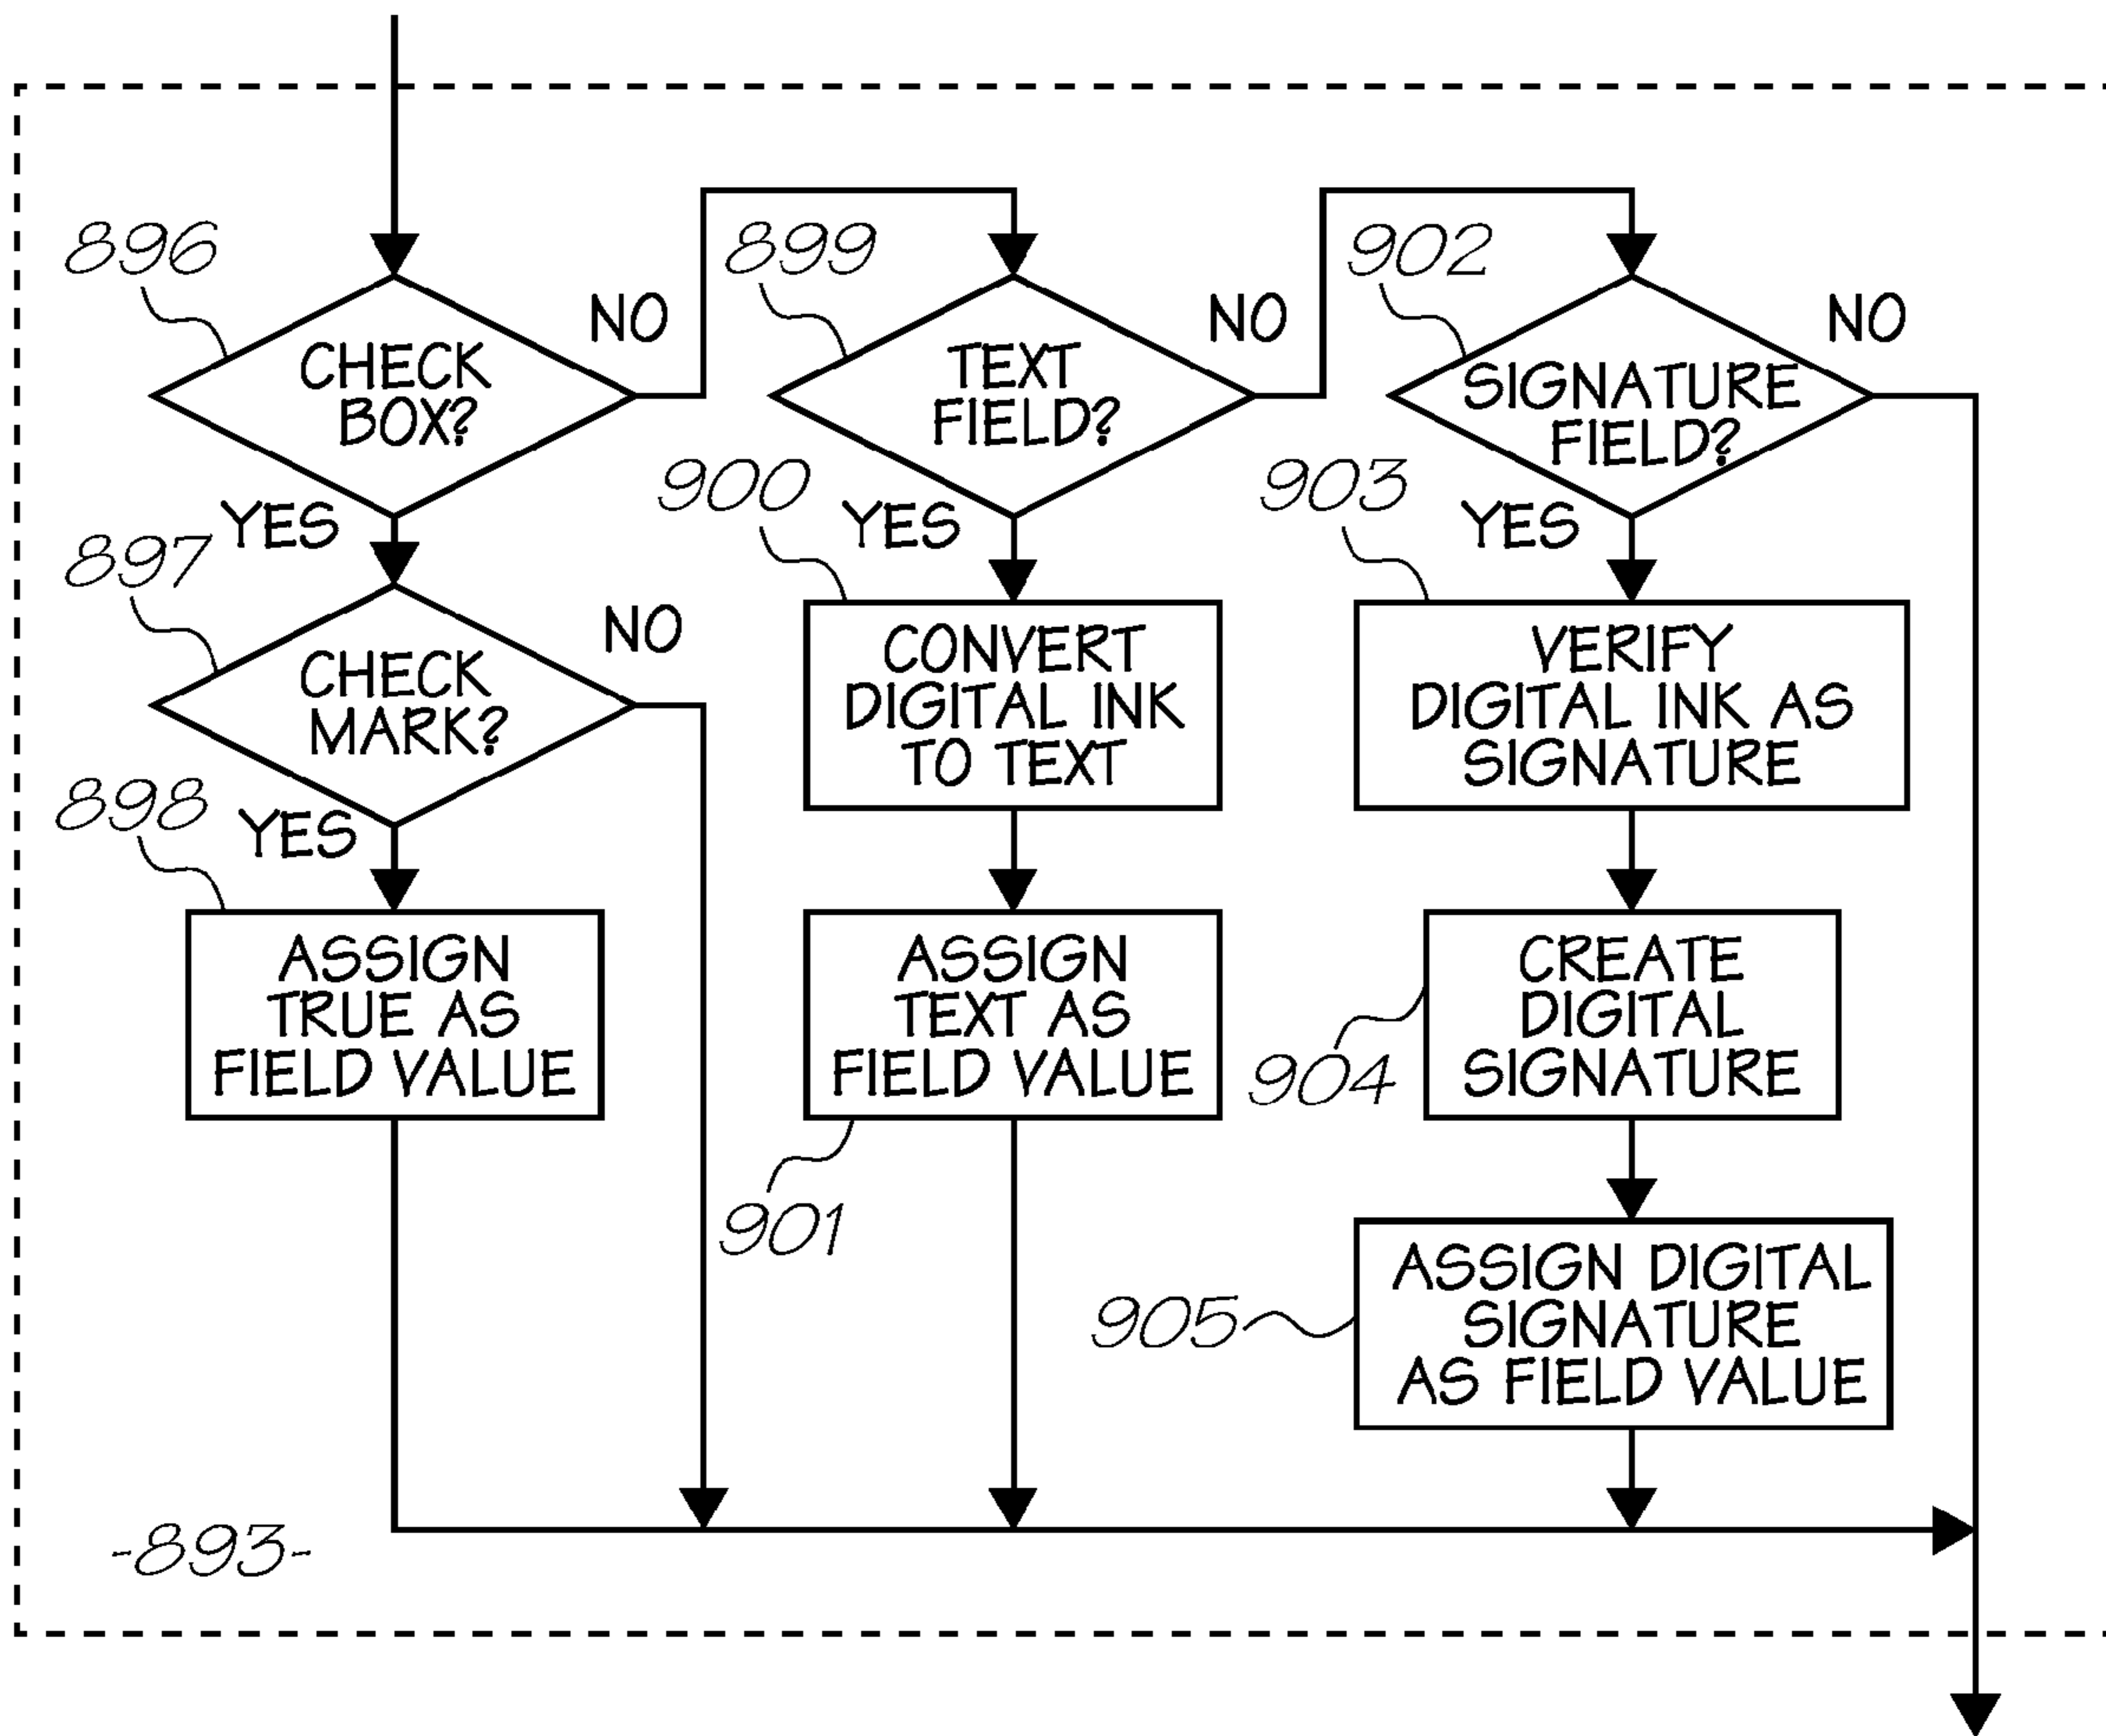 896
CHECK
BOX?
NO
YES
897
CHECK
MARK?
NO
YES
898
ASSIGN
TRUE AS
FIELD VALUE
899
TEXT
FIELD?
NO
YES
900
CONVERT
DIGITAL INK
TO TEXT
ASSIGN
TEXT AS
FIELD VALUE
901
902
SIGNATURE
FIELD?
NO
YES
903
VERIFY
DIGITAL INK AS
SIGNATURE
CREATE
DIGITAL
SIGNATURE
904
ASSIGN DIGITAL
SIGNATURE
AS FIELD VALUE
905
-893-